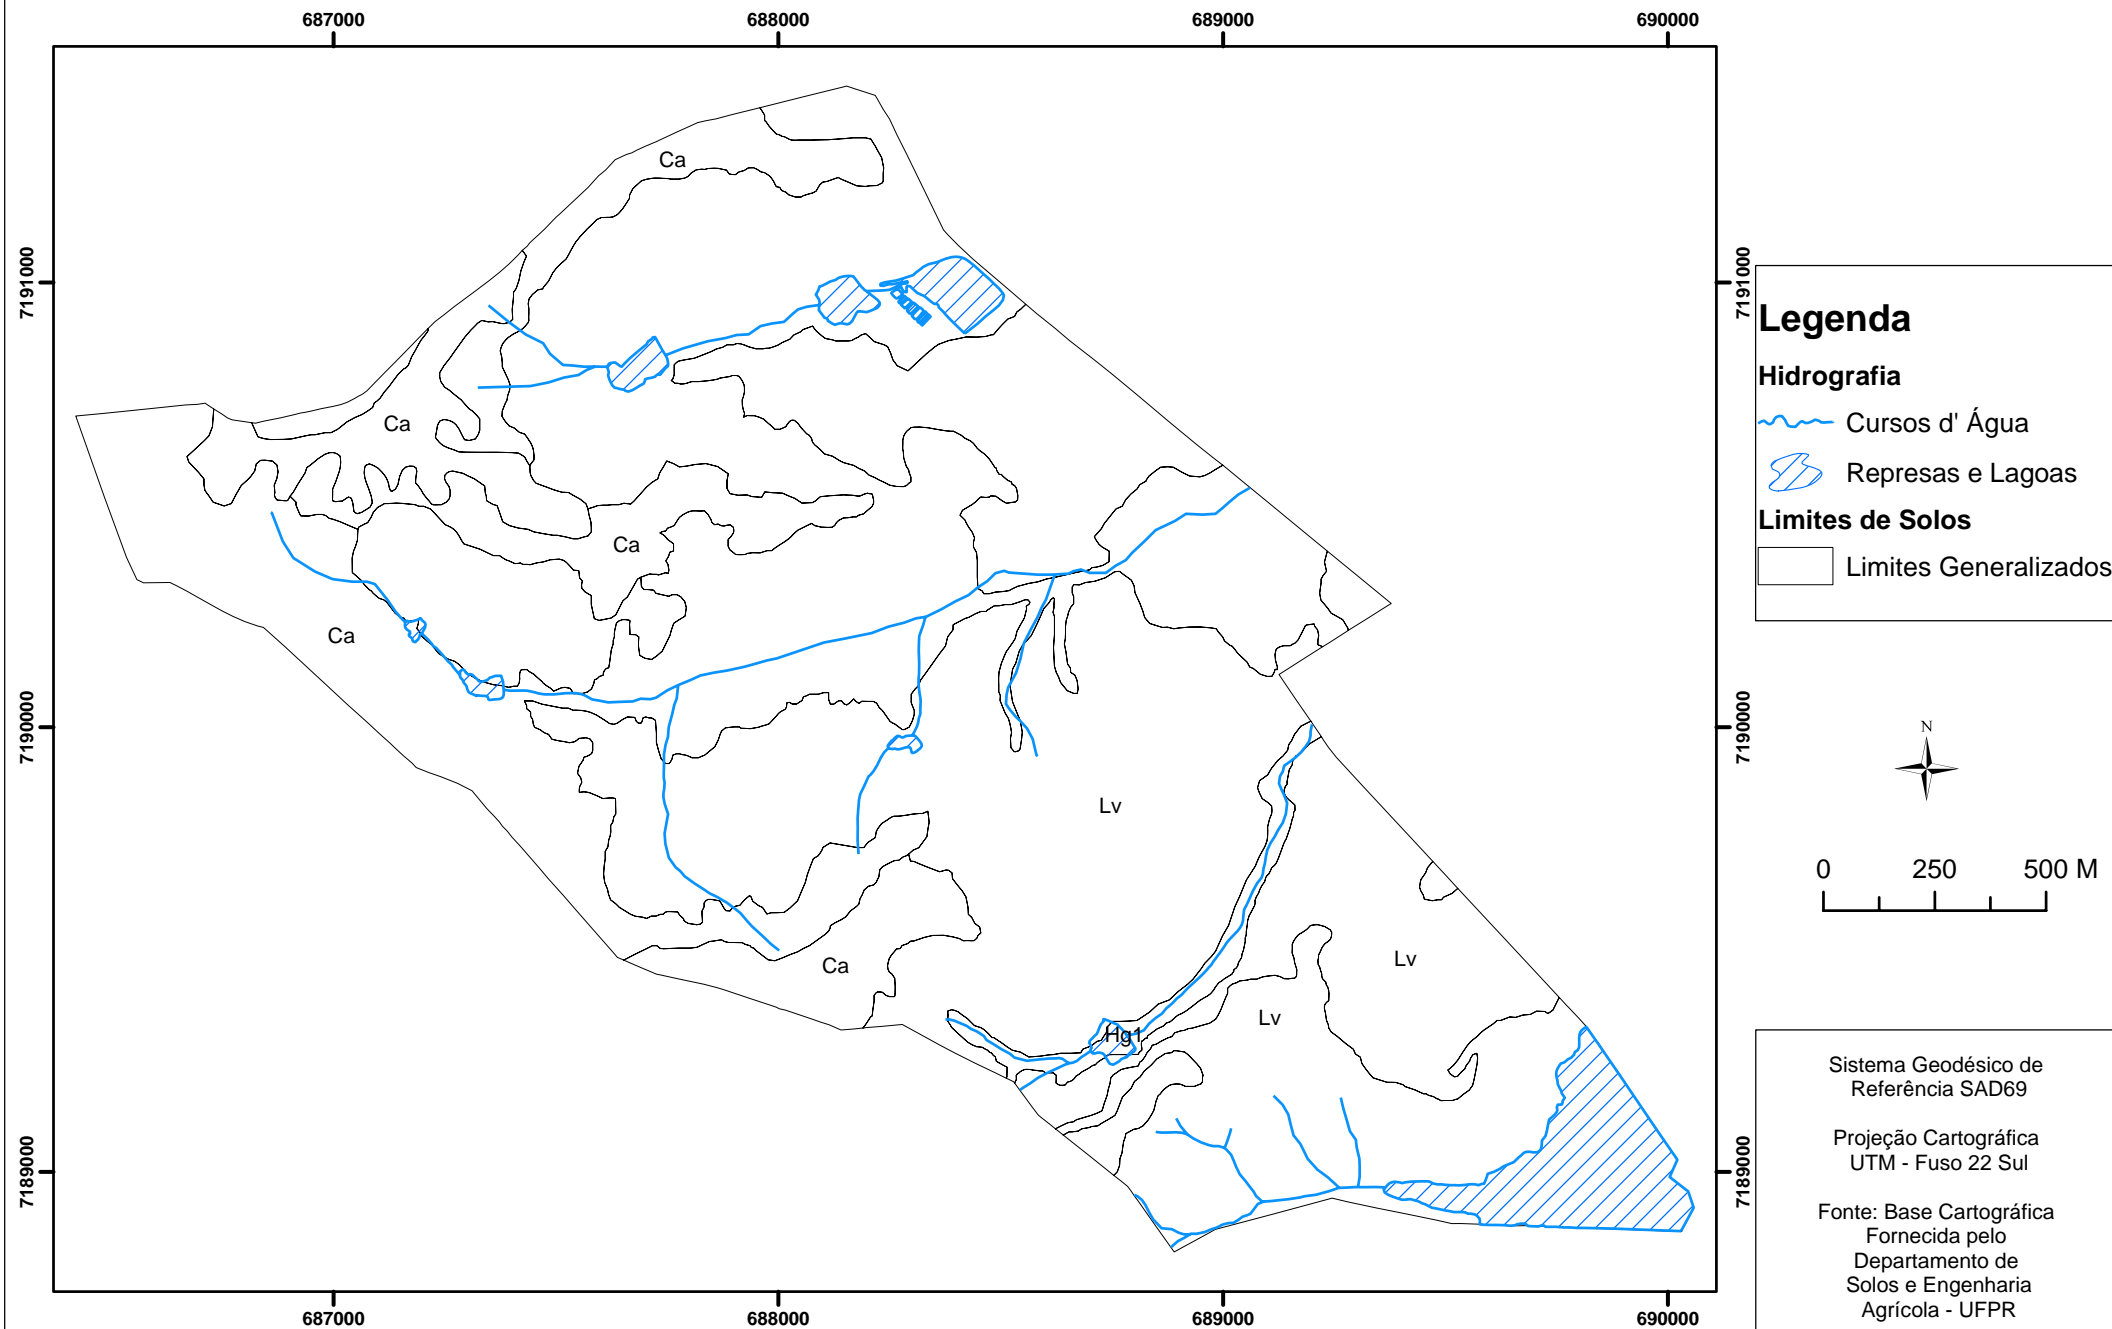 687000 688000 689000 690000
7191000 7191000
7190000 7190000
7189000 7189000
Ca
Ca
Ca
Ca
Lv
Ca
Lv
Lv
Hg1
687000 688000 689000 690000
Legenda
Hidrografia
Cursos d' Água
Represas e Lagoas
Limites de Solos
Limites Generalizados
N
0 250 500 M
Sistema Geodésico de
Referência SAD69
Projeção Cartográfica
UTM - Fuso 22 Sul
Fonte: Base Cartográfica
Fornecida pelo
Departamento de
Solos e Engenharia
Agrícola - UFPR